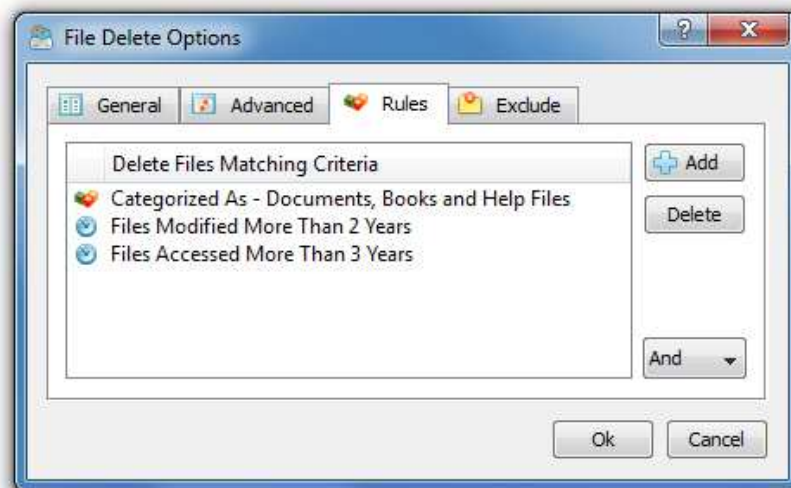 File Delete Options
?
X
General Advanced Rules Exclude
Delete Files Matching Criteria
Add
Categorized As - Documents, Books and Help Files
Files Modified More Than 2 Years
Delete
Files Accessed More Than 3 Years
And
Ok Cancel